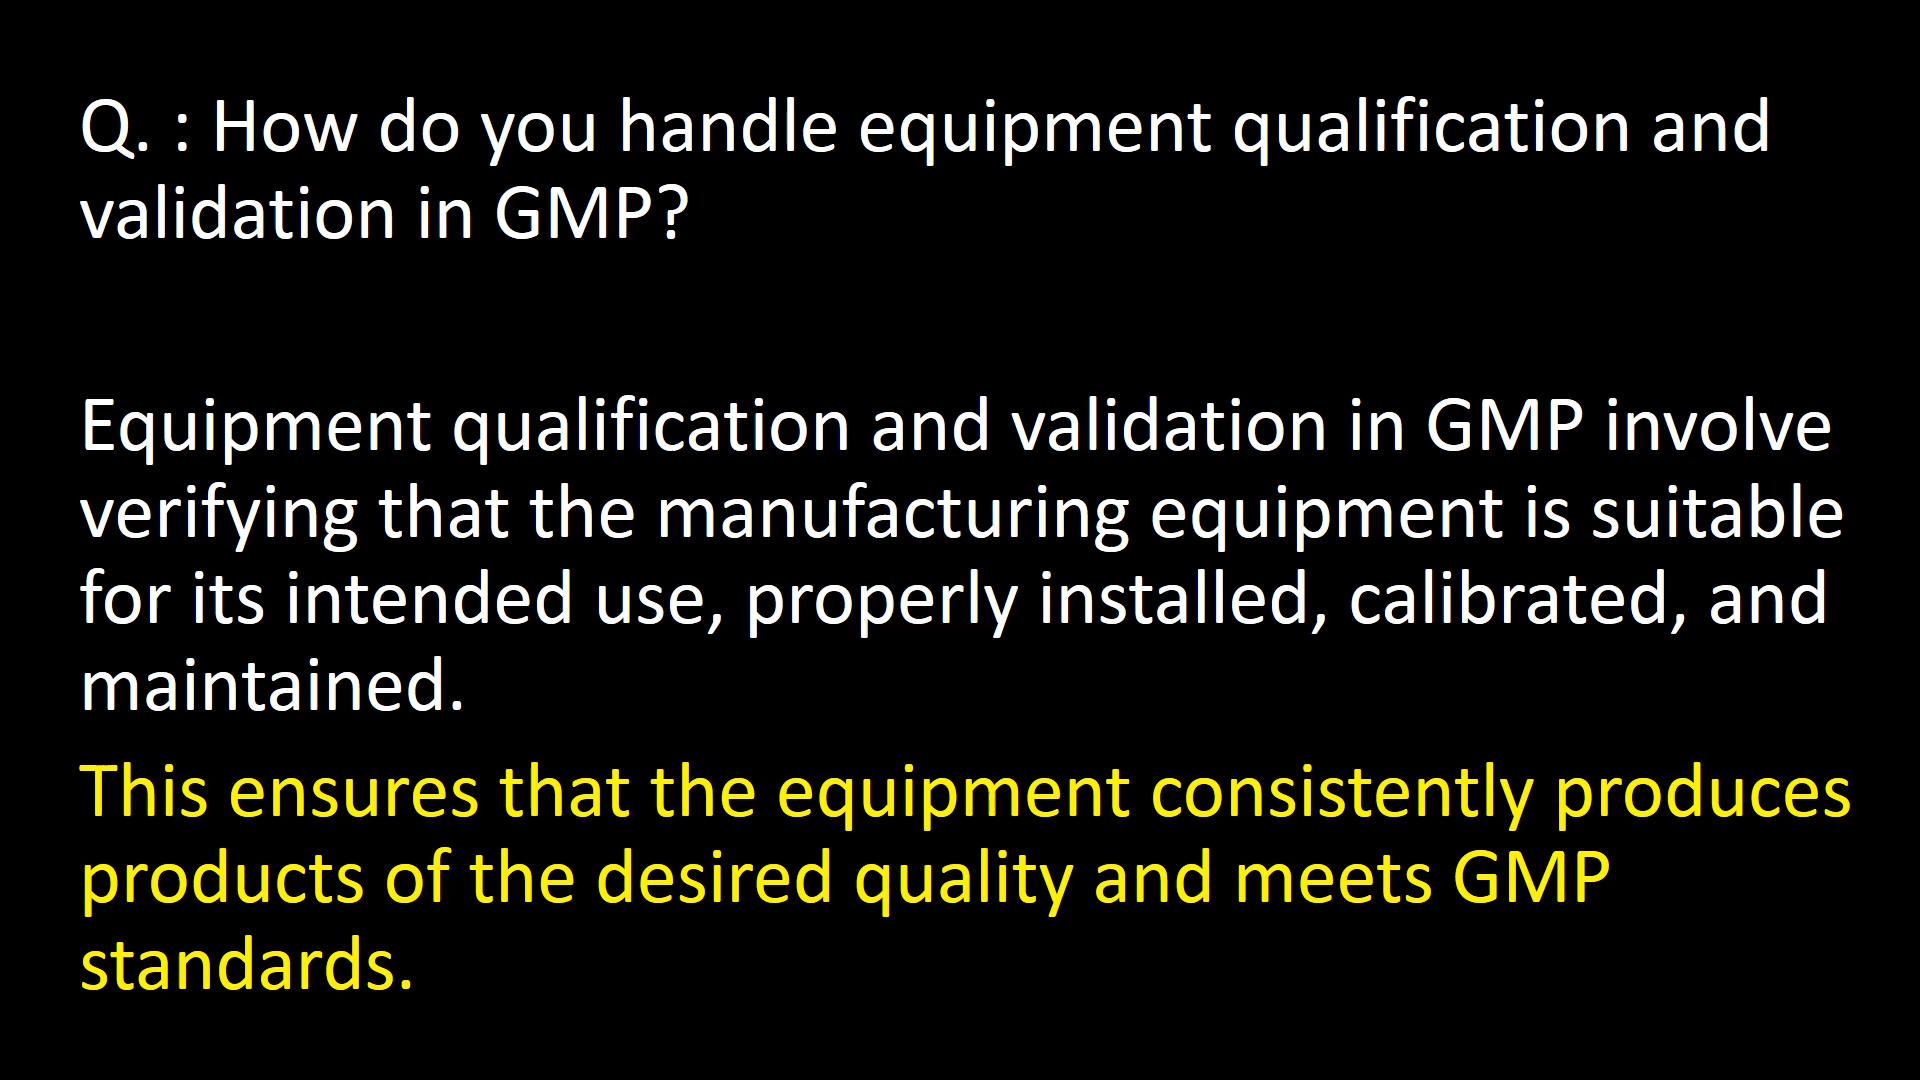 Q. : How do you handle equipment qualification and
validation in GMP?
Equipment qualification and validation in GMP involve
verifying that the manufacturing equipment is suitable
for its intended use, properly installed, calibrated, and
maintained.
This ensures that the equipment consistently produces
products of the desired quality and meets GMP
standards.